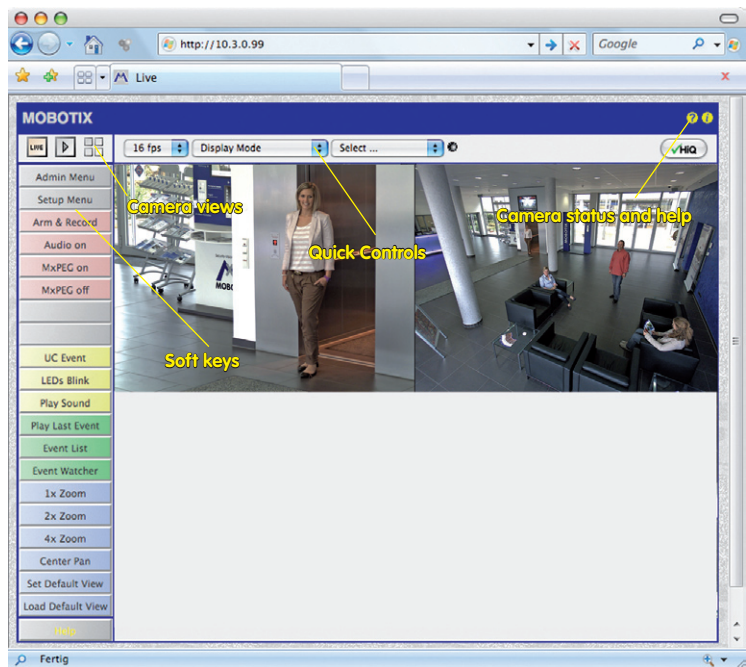 http://10.3.0.99
Google
Live
MOBOTIX
LIVE
16 fps
Display Mode
Select ...
HiQ
Admin Menu
Setup Menu
Arm & Record
Audio on
MxPEG on
MxPEG off
UC Event
LEDs Blink
Play Sound
Play Last Event
Event List
Event Watcher
1x Zoom
2x Zoom
4x Zoom
Center Pan
Set Default View
Load Default View
Help
Camera views
Quick Controls
Camera status and help
Soft keys
Fertig